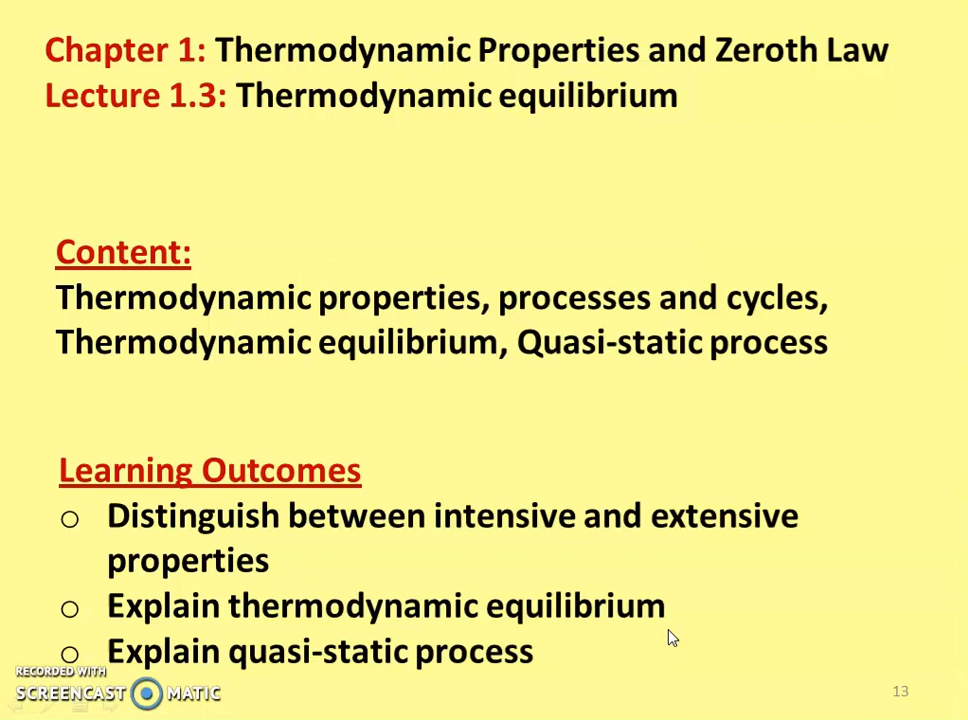 Chapter 1: Thermodynamic Properties and Zeroth Law
Lecture 1.3: Thermodynamic equilibrium
Content:
Thermodynamic properties, processes and cycles,
Thermodynamic equilibrium, Quasi-static process
Learning Outcomes
o Distinguish between intensive and extensive
properties
o Explain thermodynamic equilibrium
o Explain quasi-static process
RECORDED WITH
SCREENCAST MATIC
13